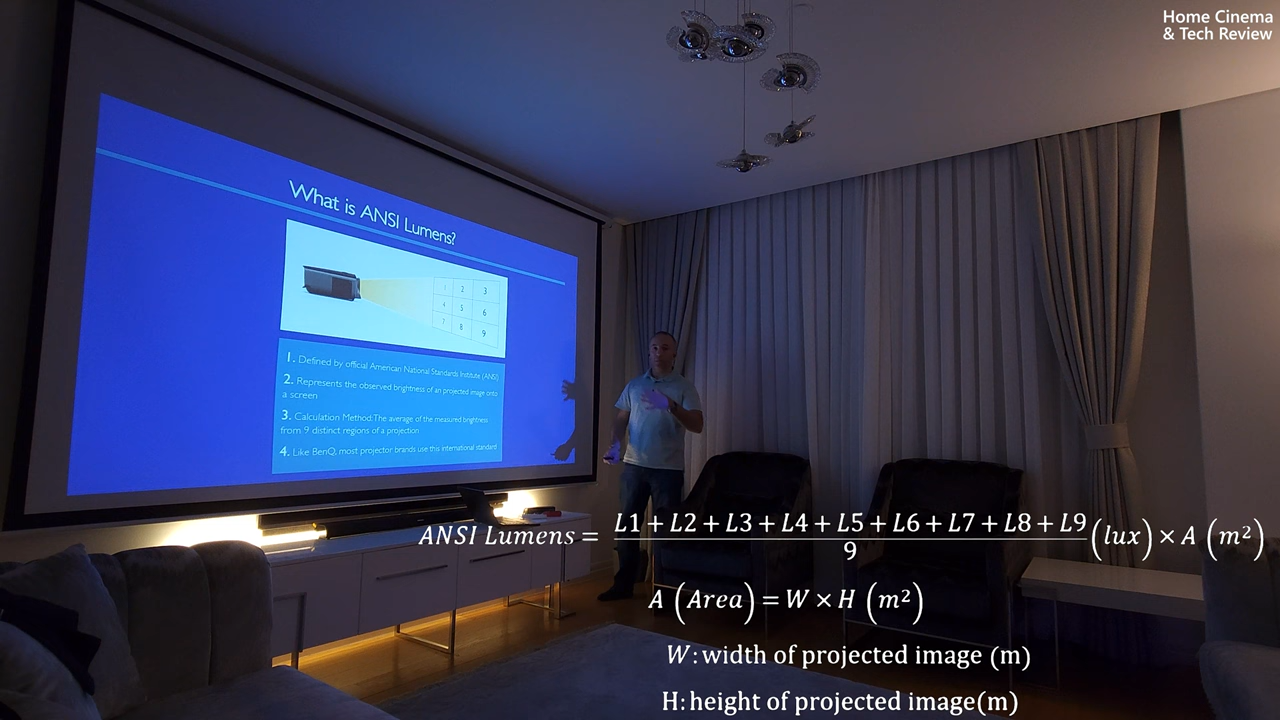 Home Cinema
& Tech Review
What is ANSI Lumens?
1 2 3
4 5 6
7 8 9
1. Defined by official American National Standards Institute (ANSI)
2. Represents the observed brightness of an projected image onto
a screen
3. Calculation Method: The average of the measured brightness
from 9 distinct regions of a projection
4. Like BenQ, most projector brands use this international standard
ANSI Lumens = (L1 + L2 + L3 + L4 + L5 + L6 + L7 + L8 + L9)/9 (lux) × A (m²)
A (Area) = W × H (m²)
W: width of projected image (m)
H: height of projected image(m)